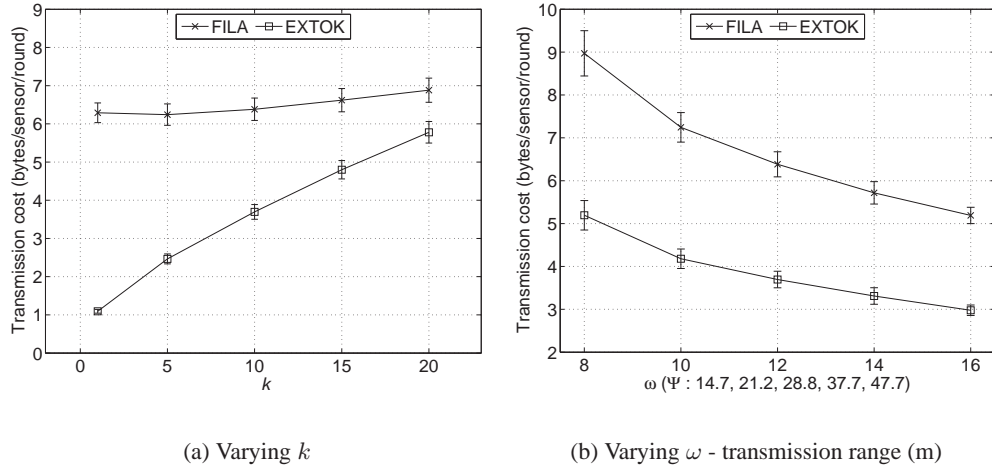 FILA EXTOK
Transmission cost (bytes/sensor/round)
9
8
7
6
5
4
3
2
1
0
0 5 10 15 20
k
(a) Varying k
FILA EXTOK
Transmission cost (bytes/sensor/round)
10
9
8
7
6
5
4
3
2
8 10 12 14 16
ω (Ψ : 14.7, 21.2, 28.8, 37.7, 47.7)
(b) Varying ω - transmission range (m)